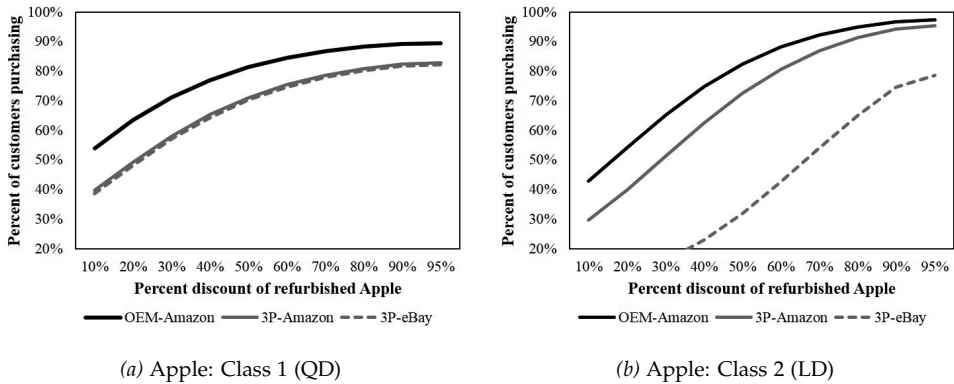 Percent of customers purchasing
100%
90%
80%
70%
60%
50%
40%
30%
20%
10% 20% 30% 40% 50% 60% 70% 80% 90% 95%
Percent discount of refurbished Apple
OEM-Amazon 3P-Amazon 3P-eBay
(a) Apple: Class 1 (QD)
Percent of customers purchasing
100%
90%
80%
70%
60%
50%
40%
30%
20%
10% 20% 30% 40% 50% 60% 70% 80% 90% 95%
Percent discount of refurbished Apple
OEM-Amazon 3P-Amazon 3P-eBay
(b) Apple: Class 2 (LD)